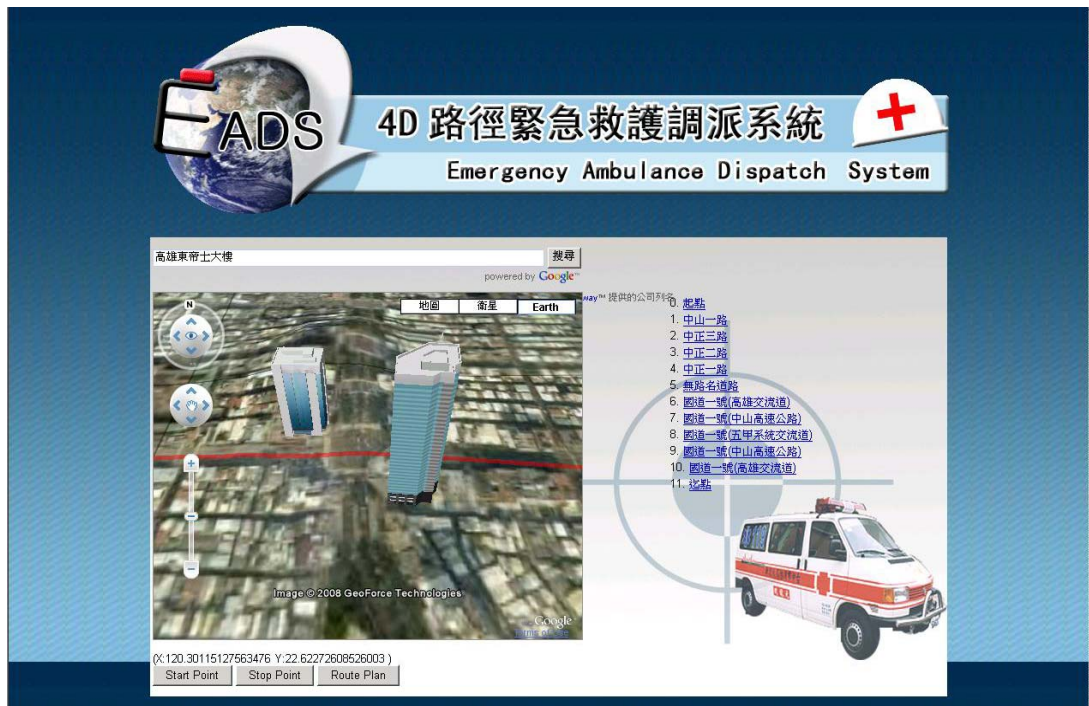 EADS
4D 路徑緊急救護調派系統
Emergency Ambulance Dispatch System
高雄東帝士大樓
搜尋
powered by Google™
way™ 提供的公司列名
N
地圖
衛星
Earth
0. 起點
1. 中山一路
2. 中正三路
3. 中正二路
4. 中正一路
5. 無路名道路
6. 國道一號(高雄交流道)
7. 國道一號(中山高速公路)
8. 國道一號(五甲系統交流道)
9. 國道一號(中山高速公路)
10. 國道一號(高雄交流道)
11. 迄點
119
Image © 2008 GeoForce Technologies
Google
(X:120.30115127563476 Y:22.62272608526003 )
Start Point
Stop Point
Route Plan